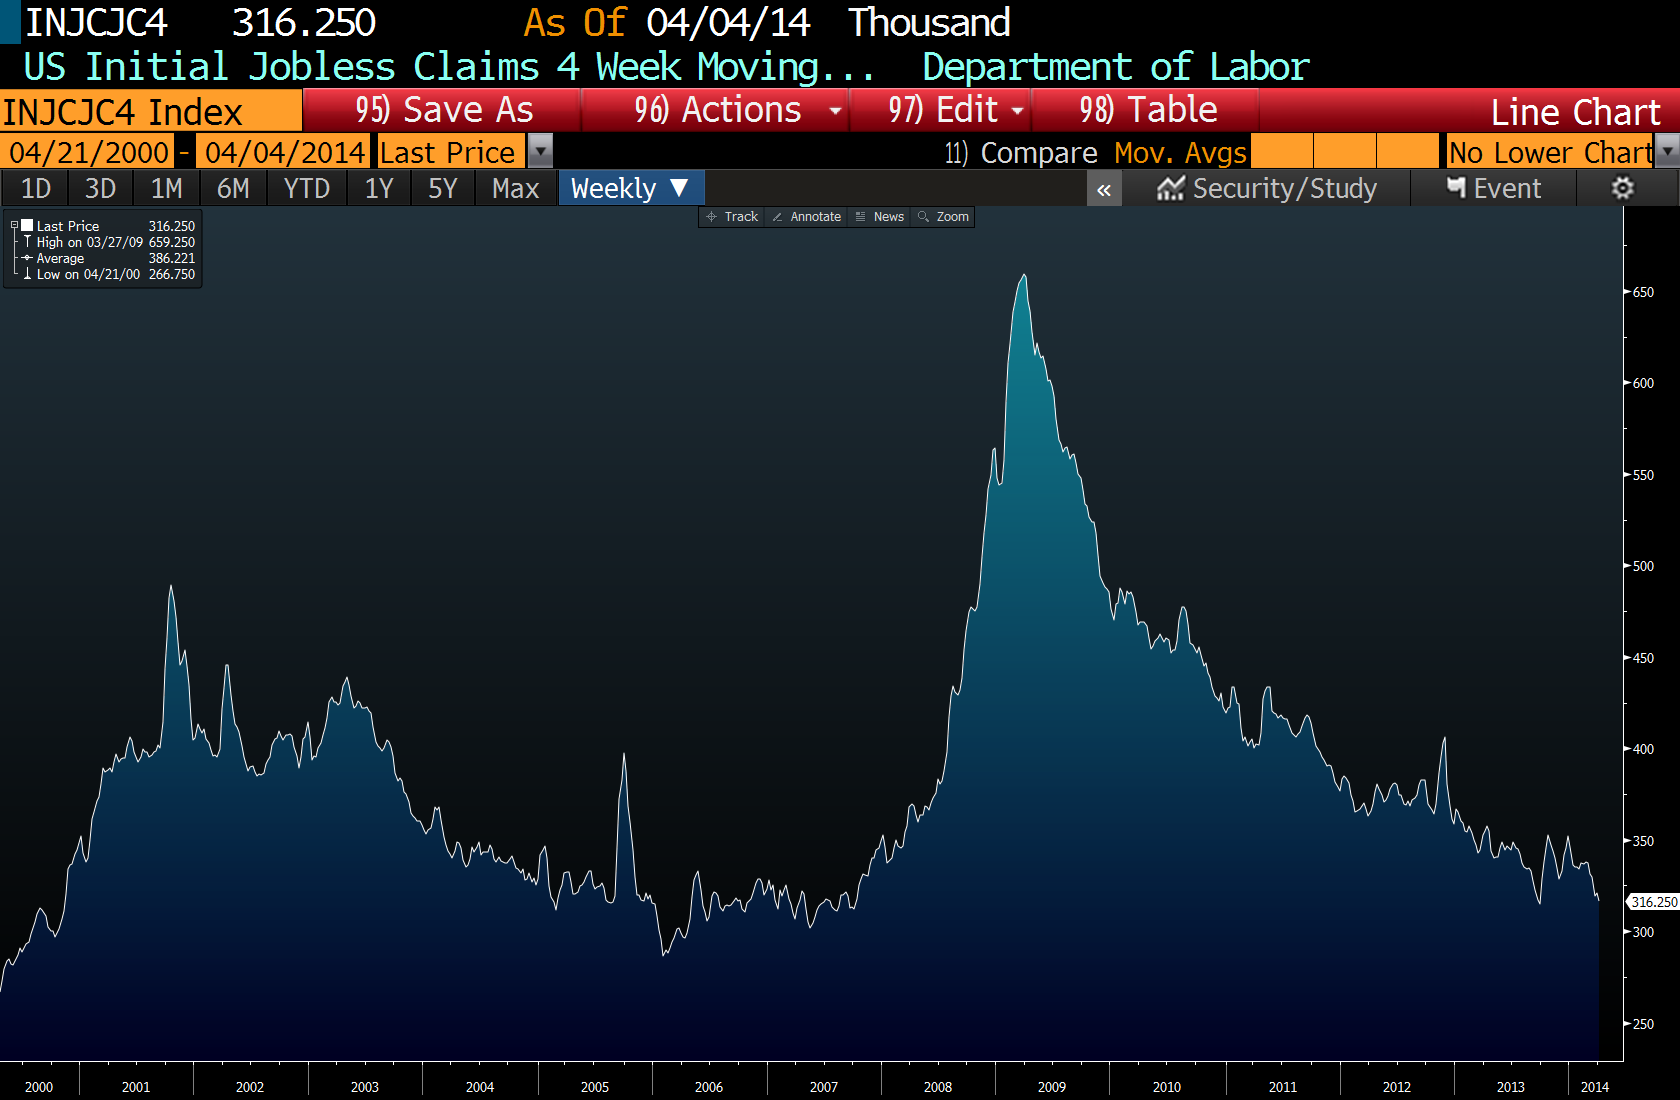 INJCJC4 316.250 As Of 04/04/14 Thousand
US Initial Jobless Claims 4 Week Moving... Department of Labor
INJCJC4 Index 95) Save As 96) Actions 97) Edit 98) Table Line Chart
04/21/2000 - 04/04/2014 Last Price 11) Compare Mov. Avgs No Lower Chart
1D 3D 1M 6M YTD 1Y 5Y Max Weekly ▼ « Security/Study Event
Track Annotate News Zoom
Last Price 316.250
High on 03/27/09 659.250
Average 386.221
Low on 04/21/00 266.750
650
600
550
500
450
400
350
316.250
300
250
2000 2001 2002 2003 2004 2005 2006 2007 2008 2009 2010 2011 2012 2013 2014